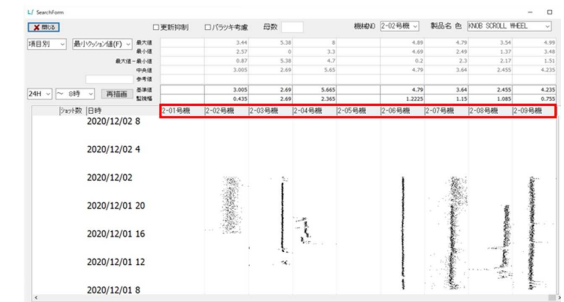 SearchForm
閉じる □更新抑制 □バラツキ考慮 母数 機械NO 2-02号機 製品名 色 KNOB SCROLL WHEEL
項目別 最小クッション値(F) 最大値 3.44 5.38 8 4.89 4.79 3.54 4.99
最小値 2.57 0 3.3 4.69 2.49 1.37 3.48
最大値-最小値 0.87 5.38 4.7 0.2 2.3 2.17 1.51
中央値 3.005 2.69 5.65 4.79 3.64 2.455 4.235
参考値
24H ~ 8時 再描画 基準値 3.005 2.69 5.665 4.79 3.64 2.455 4.235
監視幅 0.435 2.69 2.365 1.2225 1.15 1.085 0.755
ショット数 日時 2-01号機 2-02号機 2-03号機 2-04号機 2-05号機 2-06号機 2-07号機 2-08号機 2-09号機
2020/12/02 8
2020/12/02 4
2020/12/02
2020/12/01 20
2020/12/01 16
2020/12/01 12
2020/12/01 8